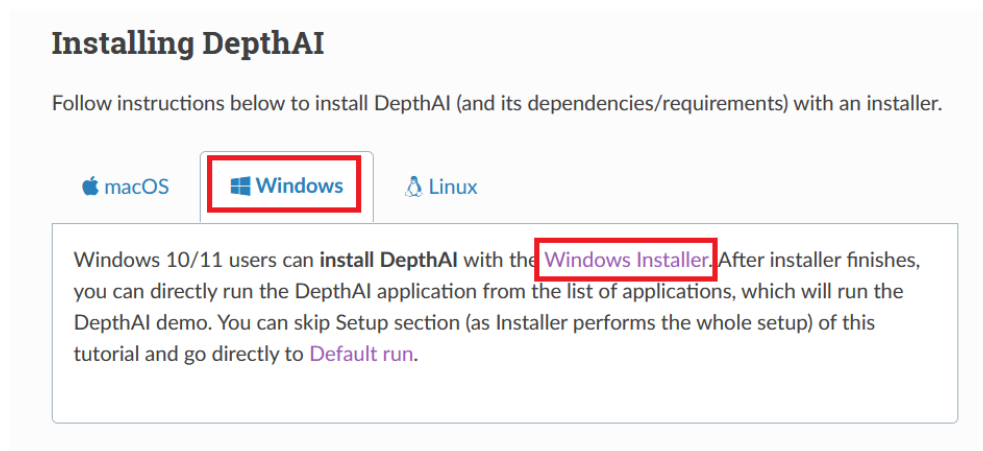 Installing DepthAI
Follow instructions below to install DepthAI (and its dependencies/requirements) with an installer.
macOS
Windows
Linux
Windows 10/11 users can install DepthAI with the Windows Installer. After installer finishes,
you can directly run the DepthAI application from the list of applications, which will run the
DepthAI demo. You can skip Setup section (as Installer performs the whole setup) of this
tutorial and go directly to Default run.